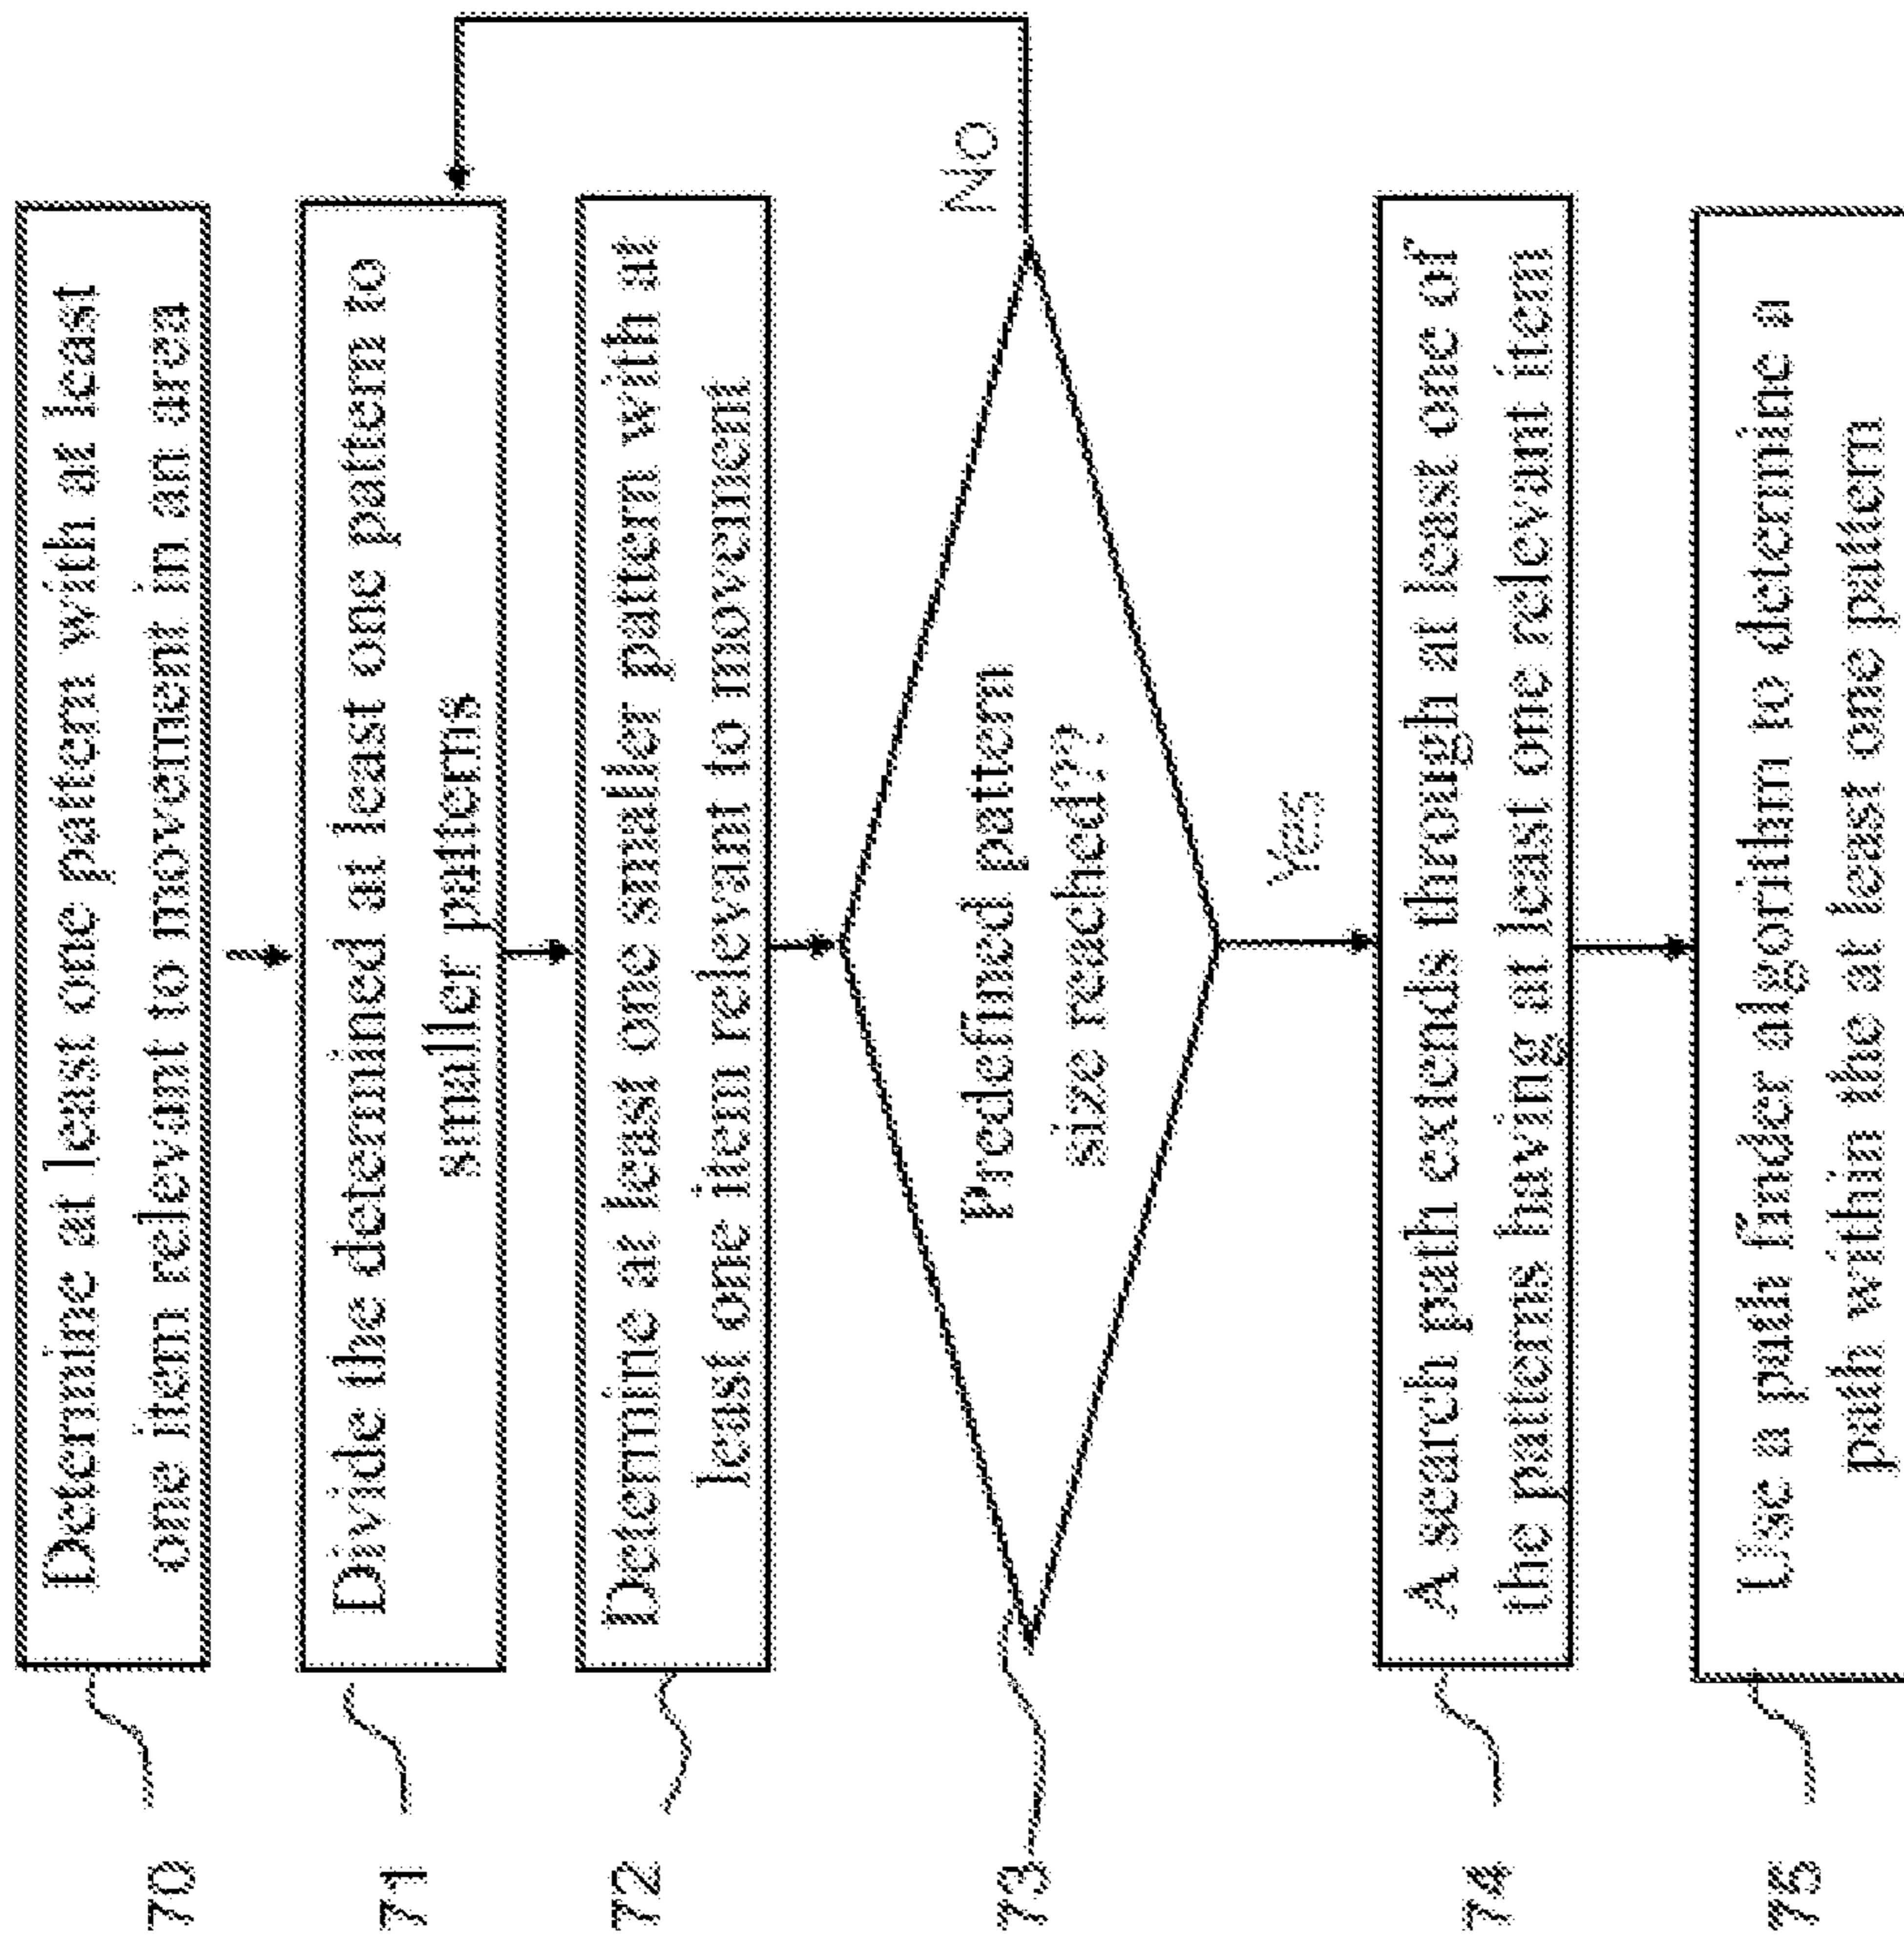 70
Determine at least one pattern with at least
one item relevant to movement in an area
71
Divide the determined at least one pattern to
smaller patterns
72
Determine at least one smaller pattern with at
least one item relevant to movement
73
Predefined pattern
size reached??
No
Yes
74
A search path extends through at least one of
the patterns having at least one relevant item
75
Use a path finder algorithm to determine a
path within the at least one pattern